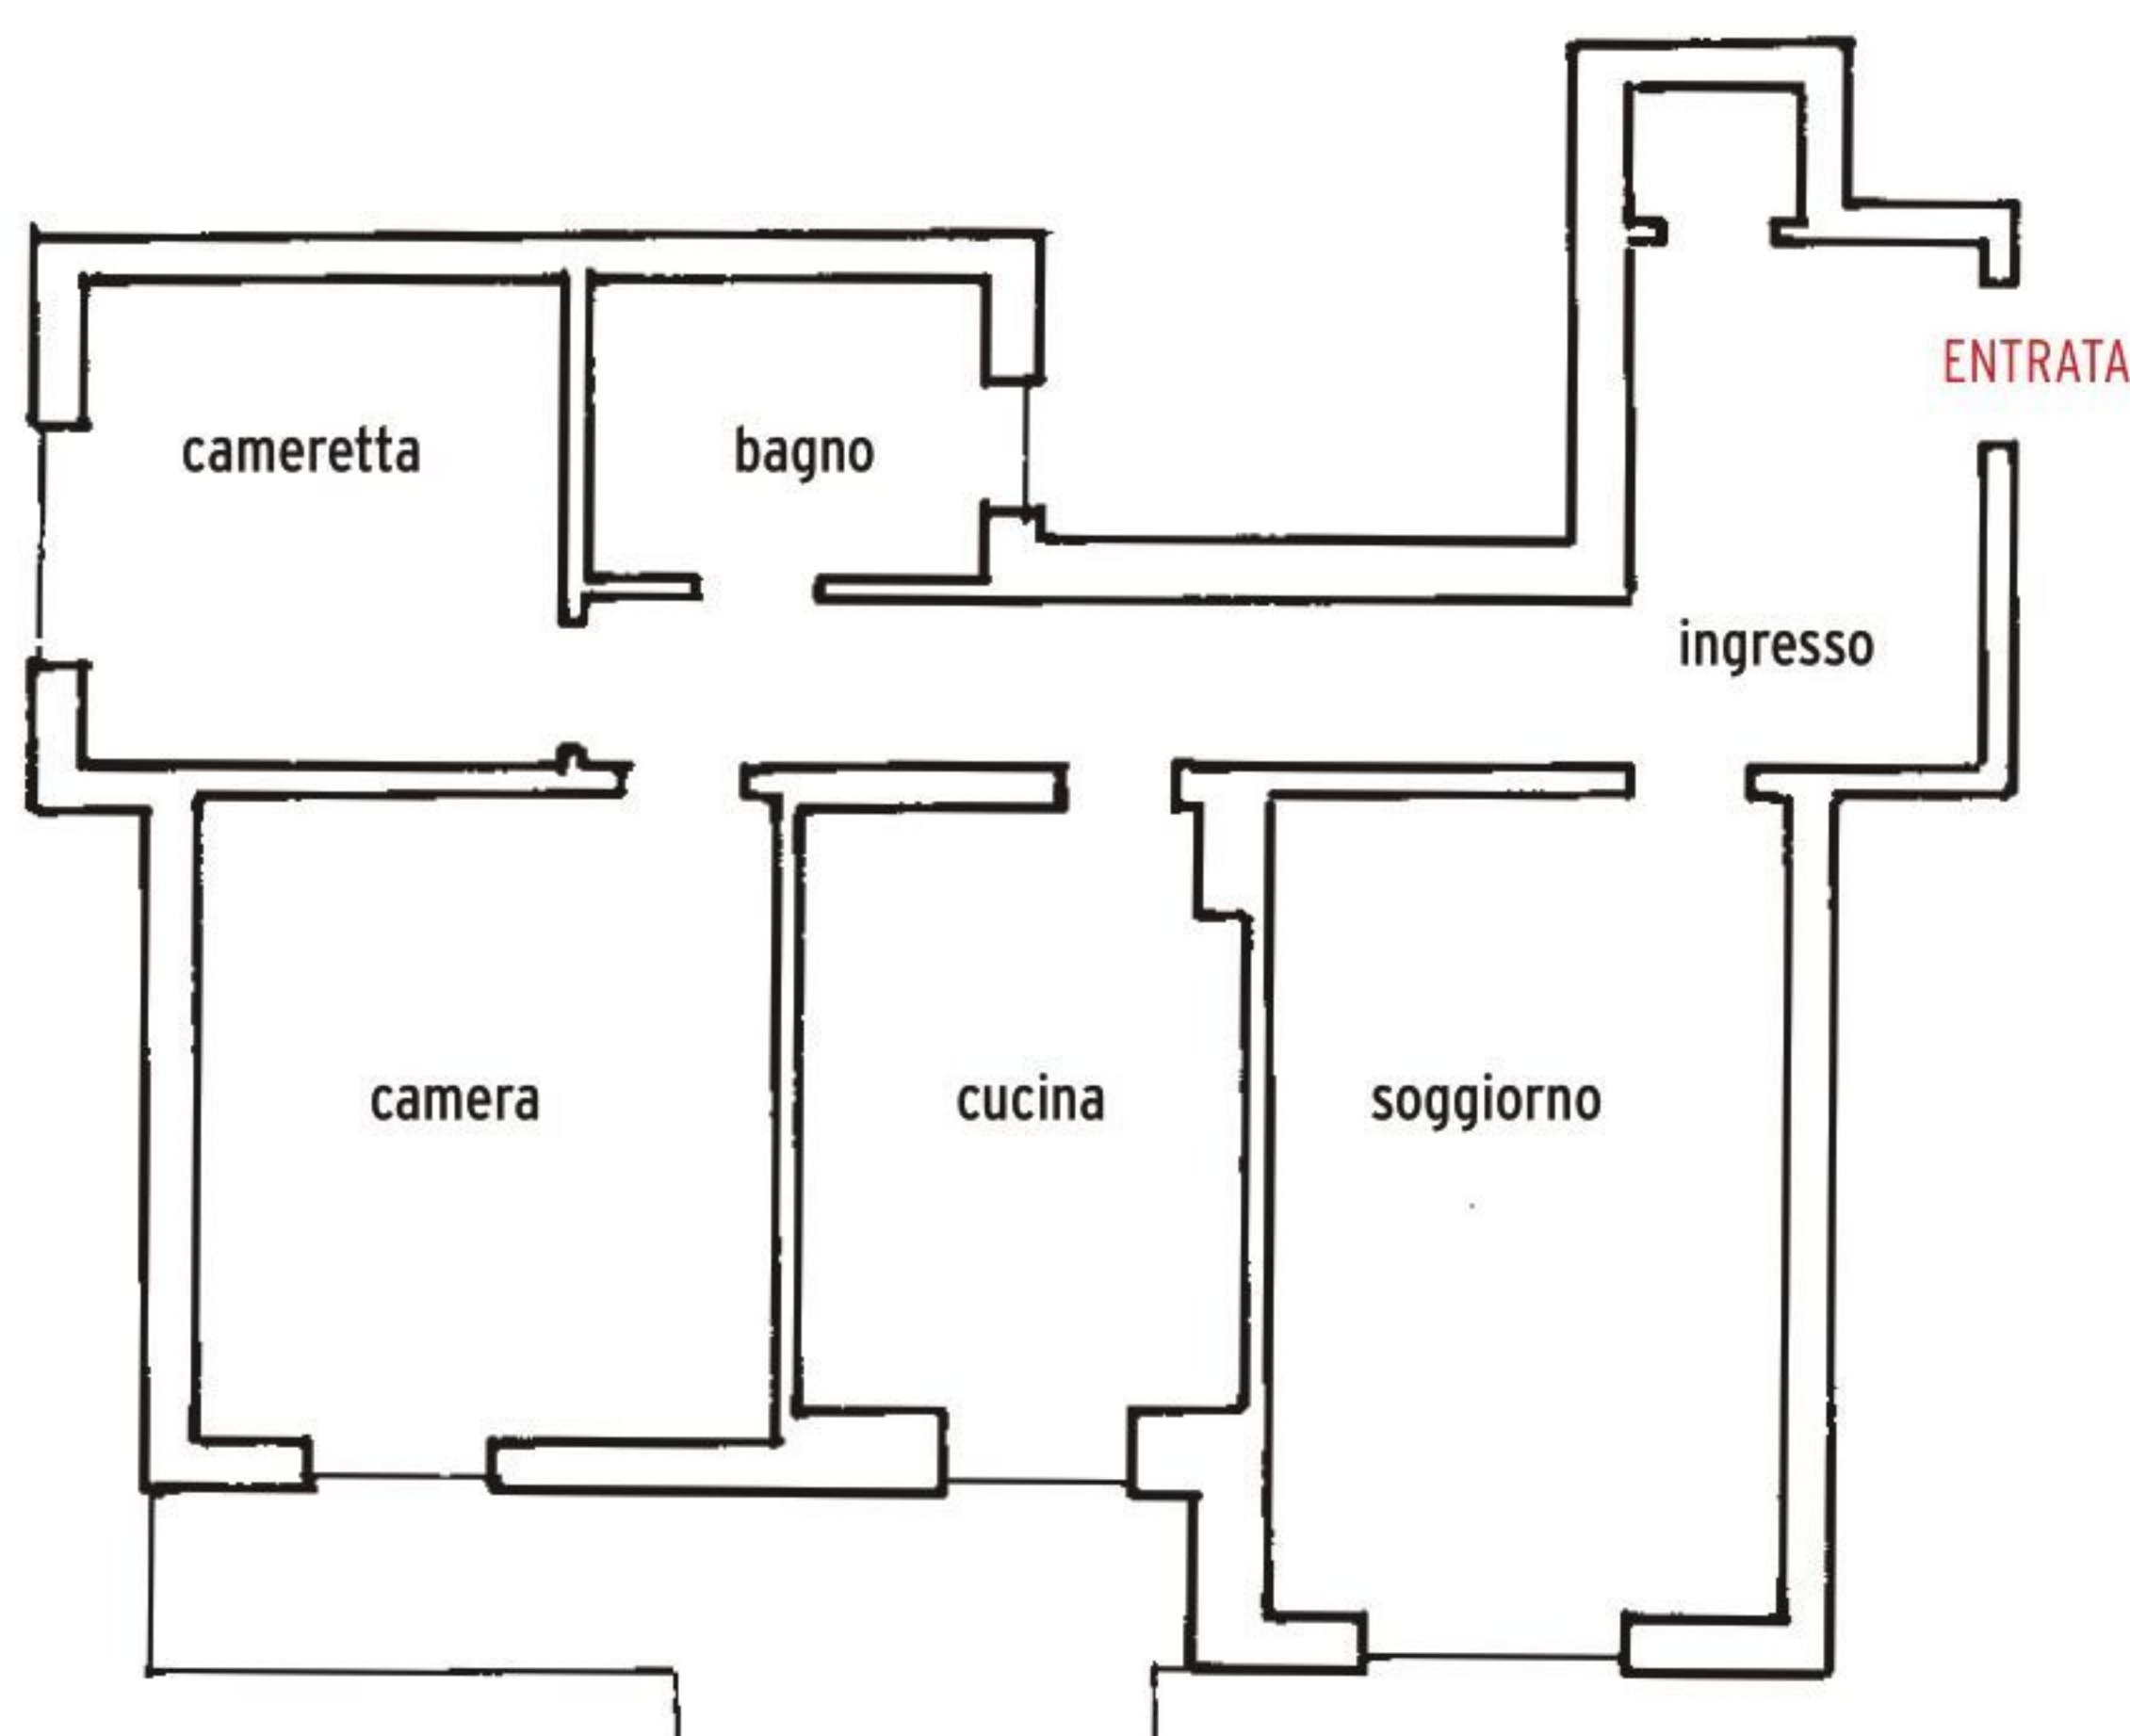 ENTRATA
cameretta
bagno
ingresso
camera
cucina
soggiorno